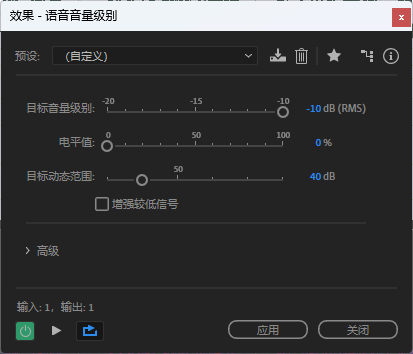 效果 - 语音音量级别
预设: (自定义)
-20 -15 -10
目标音量级别: -10 dB (RMS)
0 50 100
电平值: 0 %
50
目标动态范围: 40 dB
增强较低信号
高级
输入: 1, 输出: 1
应用 关闭